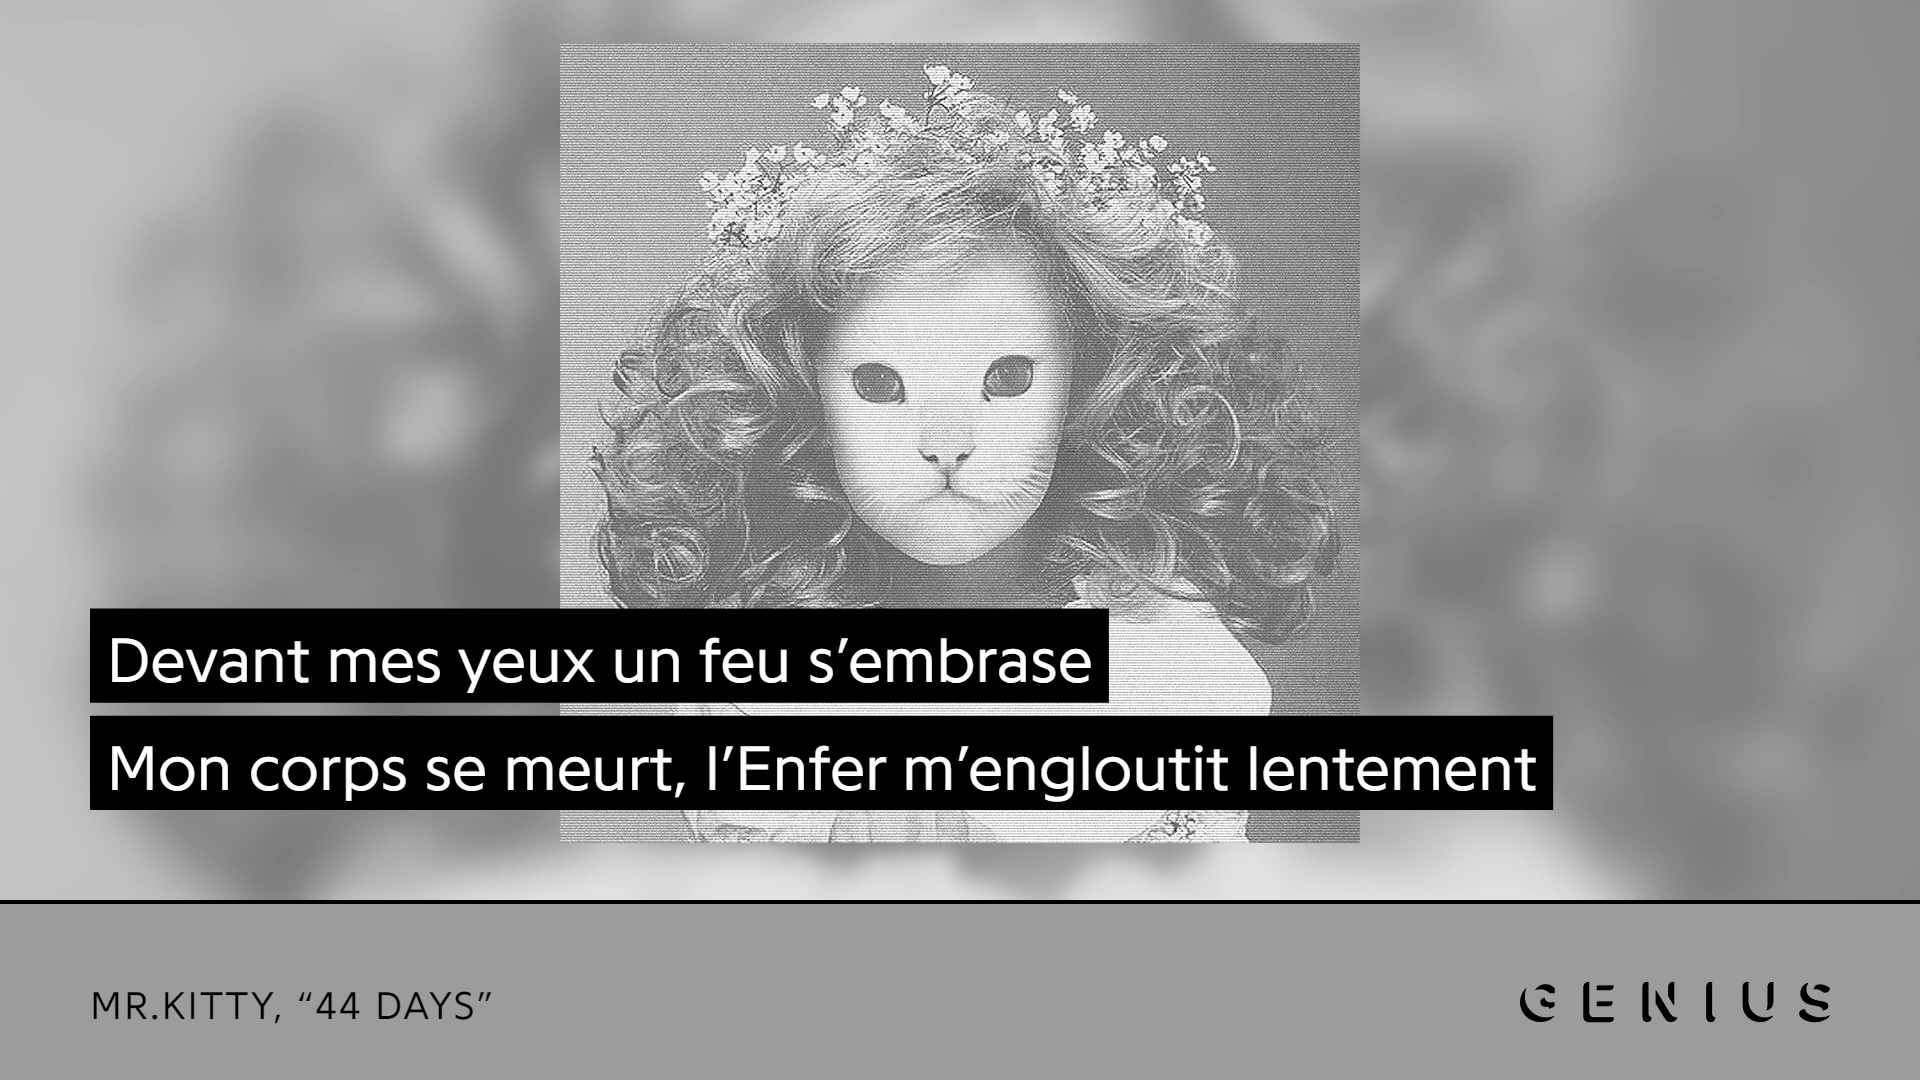 Devant mes yeux un feu s’embrase
Mon corps se meurt, l’Enfer m’engloutit lentement
MR.KITTY, “44 DAYS”
GENIUS